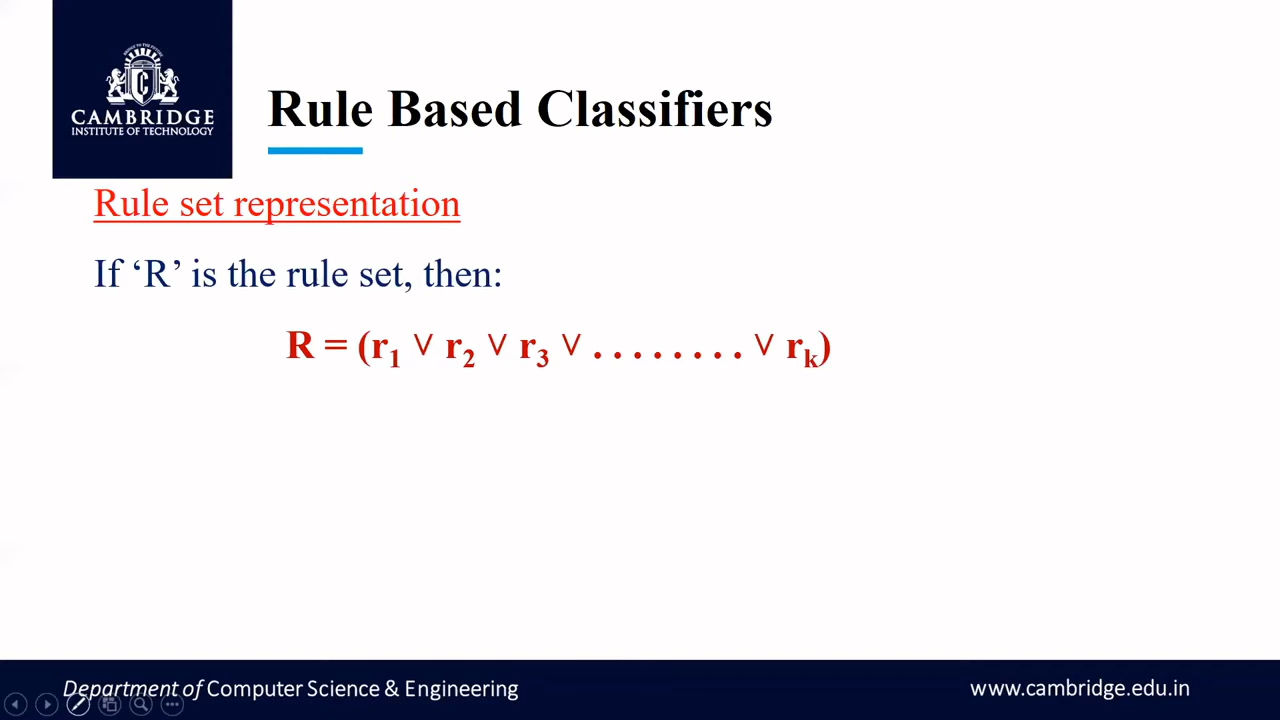 CAMBRIDGE
INSTITUTE OF TECHNOLOGY
Rule Based Classifiers
Rule set representation
If ‘R’ is the rule set, then:
R = (r₁ ∨ r₂ ∨ r₃ ∨ . . . . . . . . ∨ rₖ)
Department of Computer Science & Engineering
www.cambridge.edu.in